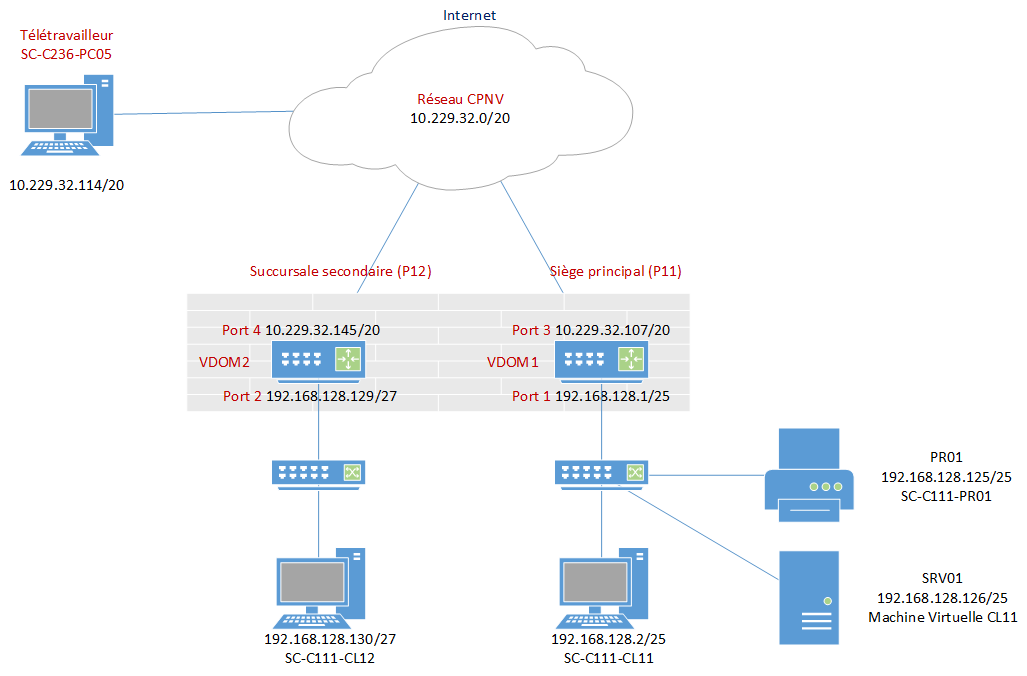 Internet
Télétravailleur
SC-C236-PC05
Réseau CPNV
10.229.32.0/20
10.229.32.114/20
Succursale secondaire (P12)
Siège principal (P11)
Port 4 10.229.32.145/20
Port 3 10.229.32.107/20
VDOM2
VDOM1
Port 2 192.168.128.129/27
Port 1 192.168.128.1/25
PR01
192.168.128.125/25
SC-C111-PR01
SRV01
192.168.128.126/25
Machine Virtuelle CL11
192.168.128.130/27
SC-C111-CL12
192.168.128.2/25
SC-C111-CL11